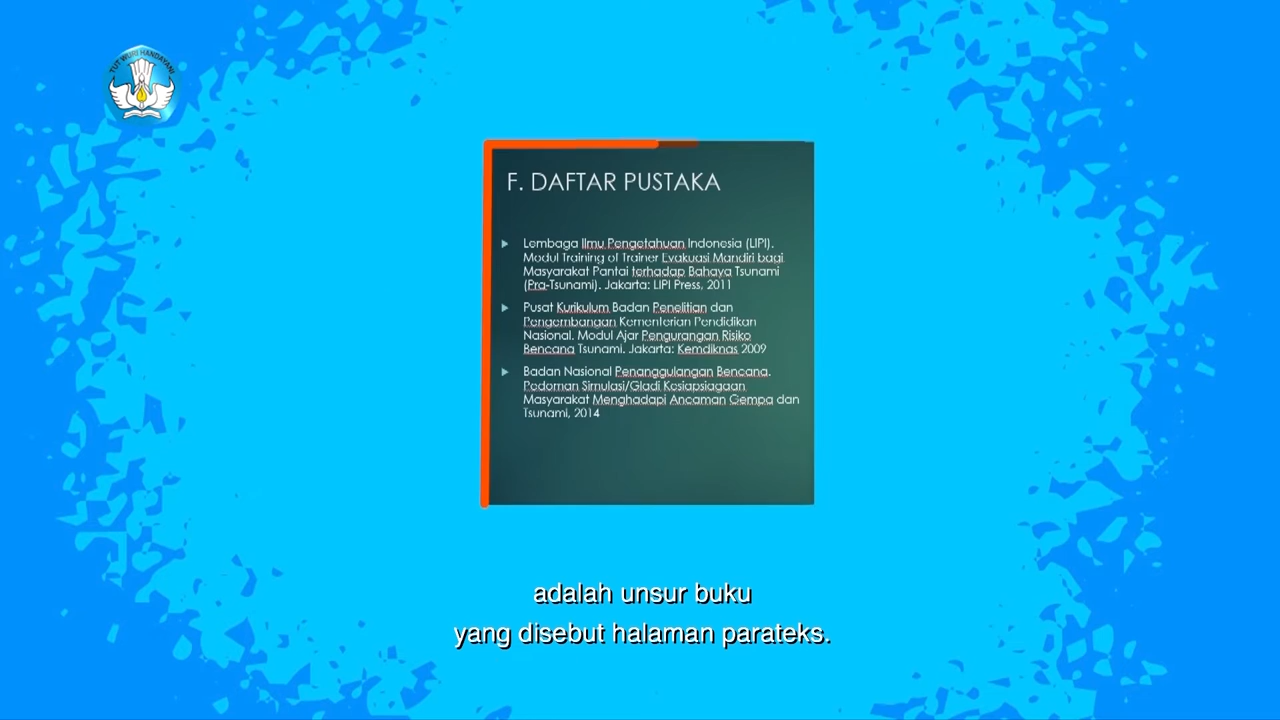 TUT WURI HANDAYANI
F. DAFTAR PUSTAKA
Lembaga Ilmu Pengetahuan Indonesia (LIPI).
Modul Training of Trainer Evakuasi Mandiri bagi
Masyarakat Pantai terhadap Bahaya Tsunami
(Pra-Tsunami). Jakarta: LIPI Press, 2011
Pusat Kurikulum Badan Penelitian dan
Pengembangan Kementerian Pendidikan
Nasional. Modul Ajar Pengurangan Risiko
Bencana Tsunami. Jakarta: Kemdiknas 2009
Badan Nasional Penanggulangan Bencana.
Pedoman Simulasi/Gladi Kesiapsiagaan
Masyarakat Menghadapi Ancaman Gempa dan
Tsunami, 2014
adalah unsur buku
yang disebut halaman parateks.